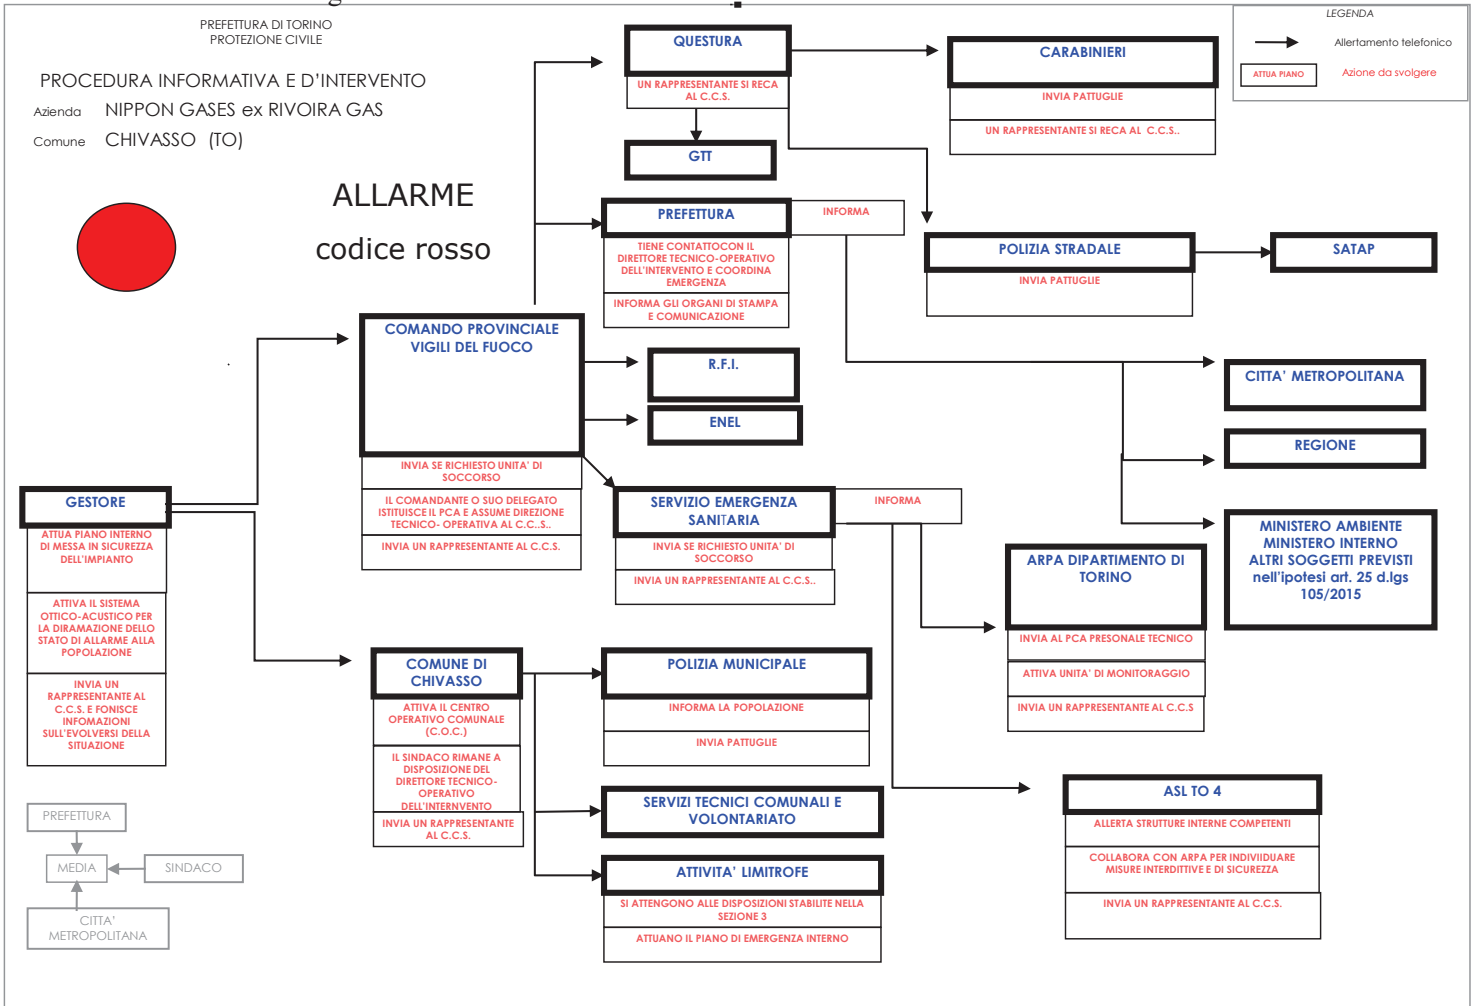 PREFETTURA DI TORINO
PROTEZIONE CIVILE
PROCEDURA INFORMATIVA E D'INTERVENTO
Azienda NIPPON GASES ex RIVOIRA GAS
Comune CHIVASSO (TO)
ALLARME
codice rosso
LEGENDA
Allertamento telefonico
ATTUA PIANO
Azione da svolgere
QUESTURA
UN RAPPRESENTANTE SI RECA
AL C.C.S.
GTT
CARABINIERI
INVIA PATTUGLIE
UN RAPPRESENTANTE SI RECA AL C.C.S..
PREFETTURA
INFORMA
TIENE CONTATTOCON IL
DIRETTORE TECNICO-OPERATIVO
DELL'INTERVENTO E COORDINA
EMERGENZA
INFORMA GLI ORGANI DI STAMPA
E COMUNICAZIONE
POLIZIA STRADALE
INVIA PATTUGLIE
SATAP
COMANDO PROVINCIALE
VIGILI DEL FUOCO
INVIA SE RICHIESTO UNITA' DI
SOCCORSO
IL COMANDANTE O SUO DELEGATO
ISTITUISCE IL PCA E ASSUME DIREZIONE
TECNICO- OPERATIVA AL C.C..S..
INVIA UN RAPPRESENTANTE AL C.C.S.
R.F.I.
ENEL
CITTA' METROPOLITANA
REGIONE
MINISTERO AMBIENTE
MINISTERO INTERNO
ALTRI SOGGETTI PREVISTI
nell'ipotesi art. 25 d.lgs
105/2015
GESTORE
ATTUA PIANO INTERNO
DI MESSA IN SICUREZZA
DELL'IMPIANTO
ATTIVA IL SISTEMA
OTTICO-ACUSTICO PER
LA DIRAMAZIONE DELLO
STATO DI ALLARME ALLA
POPOLAZIONE
INVIA UN
RAPPRESENTANTE AL
C.C.S. E FONISCE
INFOMAZIONI
SULL'EVOLVERSI DELLA
SITUAZIONE
SERVIZIO EMERGENZA
SANITARIA
INFORMA
INVIA SE RICHIESTO UNITA' DI
SOCCORSO
INVIA UN RAPPRESENTANTE AL C.C.S..
ARPA DIPARTIMENTO DI
TORINO
INVIA AL PCA PRESONALE TECNICO
ATTIVA UNITA' DI MONITORAGGIO
INVIA UN RAPPRESENTANTE AL C.C.S
COMUNE DI
CHIVASSO
ATTIVA IL CENTRO
OPERATIVO COMUNALE
(C.O.C.)
IL SINDACO RIMANE A
DISPOSIZIONE DEL
DIRETTORE TECNICO-
OPERATIVO
DELL'INTERNVENTO
INVIA UN RAPPRESENTANTE
AL C.C.S.
POLIZIA MUNICIPALE
INFORMA LA POPOLAZIONE
INVIA PATTUGLIE
SERVIZI TECNICI COMUNALI E
VOLONTARIATO
ATTIVITA' LIMITROFE
SI ATTENGONO ALLE DISPOSIZIONI STABILITE NELLA
SEZIONE 3
ATTUANO IL PIANO DI EMERGENZA INTERNO
ASL TO 4
ALLERTA STRUTTURE INTERNE COMPETENTI
COLLABORA CON ARPA PER INDIVIIDUARE
MISURE INTERDITTIVE E DI SICUREZZA
INVIA UN RAPPRESENTANTE AL C.C.S.
PREFETTURA
MEDIA
SINDACO
CITTA'
METROPOLITANA